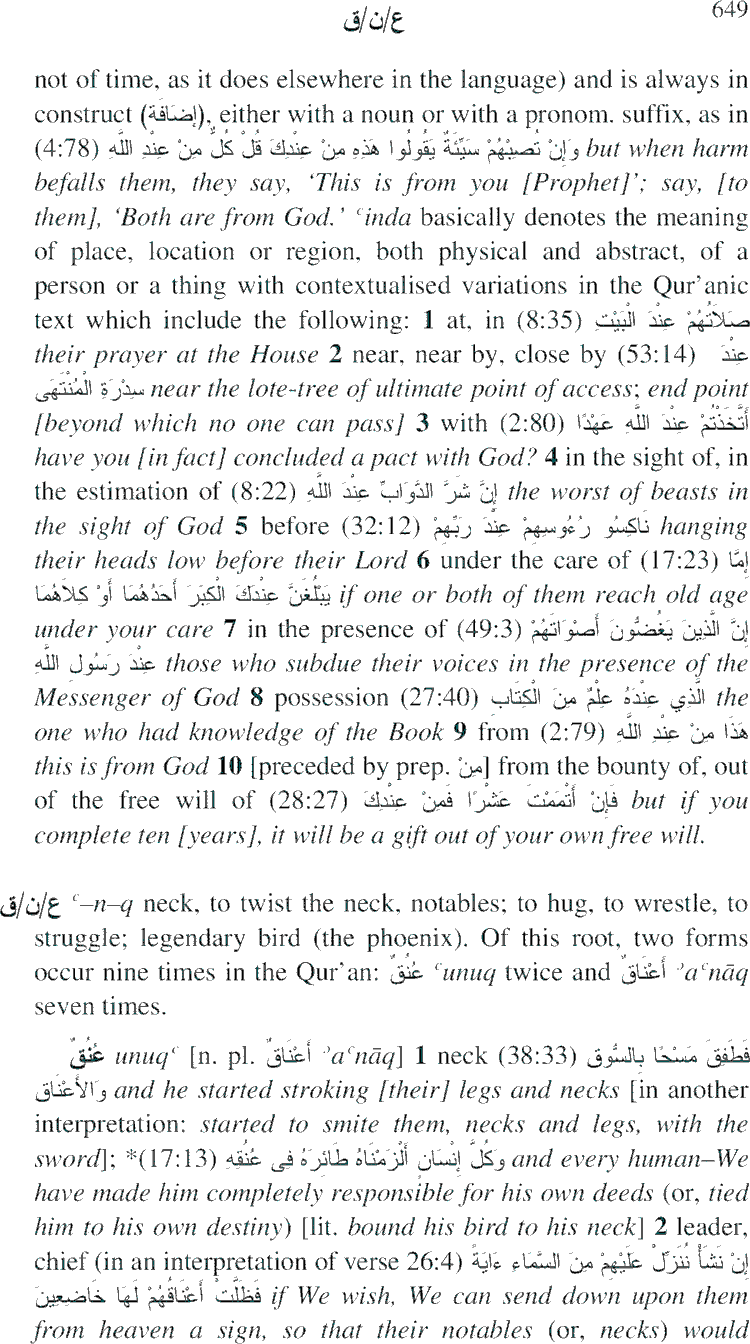 ع/ن/ق 649
not of time, as it does elsewhere in the language) and is always in
construct (إضَافَة), either with a noun or with a pronom. suffix, as in
(4:78) وَإِنْ تُصِبْهُمْ سَيِّئَةٌ يَقُولُوا هَذِهِ مِنْ عِنْدِكَ قُلْ كُلٌّ مِنْ عِنْدِ اللَّهِ but when harm
befalls them, they say, ‘This is from you [Prophet]’; say, [to
them], ‘Both are from God.’ ʿinda basically denotes the meaning
of place, location or region, both physical and abstract, of a
person or a thing with contextualised variations in the Qur’anic
text which include the following: 1 at, in (8:35) صَلَاتُهُمْ عِنْدَ الْبَيْتِ
their prayer at the House 2 near, near by, close by (53:14) عِنْدَ
سِدْرَةِ الْمُنْتَهَى near the lote-tree of ultimate point of access; end point
[beyond which no one can pass] 3 with (2:80) أَتَّخَذْتُمْ عِنْدَ اللَّهِ عَهْدًا
have you [in fact] concluded a pact with God? 4 in the sight of, in
the estimation of (8:22) إِنَّ شَرَّ الدَّوَابِّ عِنْدَ اللَّهِ the worst of beasts in
the sight of God 5 before (32:12) نَاكِسُو رُءُوسِهِمْ عِنْدَ رَبِّهِمْ hanging
their heads low before their Lord 6 under the care of (17:23) إِمَّا
يَبْلُغَنَّ عِنْدَكَ الْكِبَرَ أَحَدُهُمَا أَوْ كِلَاهُمَا if one or both of them reach old age
under your care 7 in the presence of (49:3) إِنَّ الَّذِينَ يَغُضُّونَ أَصْوَاتَهُمْ
عِنْدَ رَسُولِ اللَّهِ those who subdue their voices in the presence of the
Messenger of God 8 possession (27:40) الَّذِي عِنْدَهُ عِلْمٌ مِنَ الْكِتَابِ the
one who had knowledge of the Book 9 from (2:79) هَذَا مِنْ عِنْدِ اللَّهِ
this is from God 10 [preceded by prep. مِنْ] from the bounty of, out
of the free will of (28:27) فَإِنْ أَتْمَمْتَ عَشْرًا فَمِنْ عِنْدِكَ but if you
complete ten [years], it will be a gift out of your own free will.
ع/ن/ق ʿ–n–q neck, to twist the neck, notables; to hug, to wrestle, to
struggle; legendary bird (the phoenix). Of this root, two forms
occur nine times in the Qur’an: عُنُقٌ ʿunuq twice and أَعْنَاقٌ ʾaʿnāq
seven times.
عُنُقٌ unuqʿ [n. pl. أَعْنَاقٌ ʾaʿnāq] 1 neck (38:33) فَطَفِقَ مَسْحًا بِالسُّوقِ
وَالأَعْنَاق and he started stroking [their] legs and necks [in another
interpretation: started to smite them, necks and legs, with the
sword]; *(17:13) وَكُلَّ إِنْسَانٍ أَلْزَمْنَاهُ طَائِرَهُ فِى عُنُقِهِ and every human–We
have made him completely responsible for his own deeds (or, tied
him to his own destiny) [lit. bound his bird to his neck] 2 leader,
chief (in an interpretation of verse 26:4) إِنْ نَشَأْ نُنَزِّلْ عَلَيْهِمْ مِنَ السَّمَاءِ ءَايَةً
فَظَلَّتْ أَعْنَاقُهُمْ لَهَا خَاضِعِينَ if We wish, We can send down upon them
from heaven a sign, so that their notables (or, necks) would